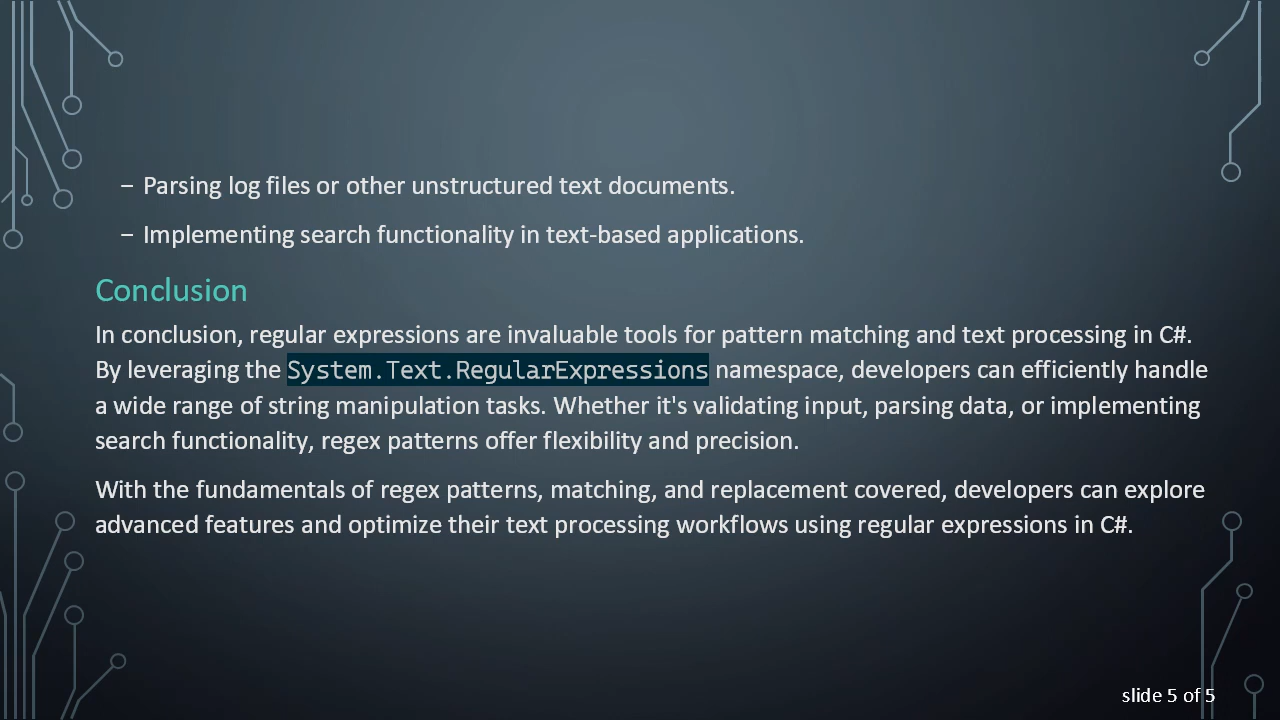 – Parsing log files or other unstructured text documents.
– Implementing search functionality in text-based applications.
Conclusion
In conclusion, regular expressions are invaluable tools for pattern matching and text processing in C#.
By leveraging the System.Text.RegularExpressions namespace, developers can efficiently handle
a wide range of string manipulation tasks. Whether it's validating input, parsing data, or implementing
search functionality, regex patterns offer flexibility and precision.
With the fundamentals of regex patterns, matching, and replacement covered, developers can explore
advanced features and optimize their text processing workflows using regular expressions in C#.
slide 5 of 5